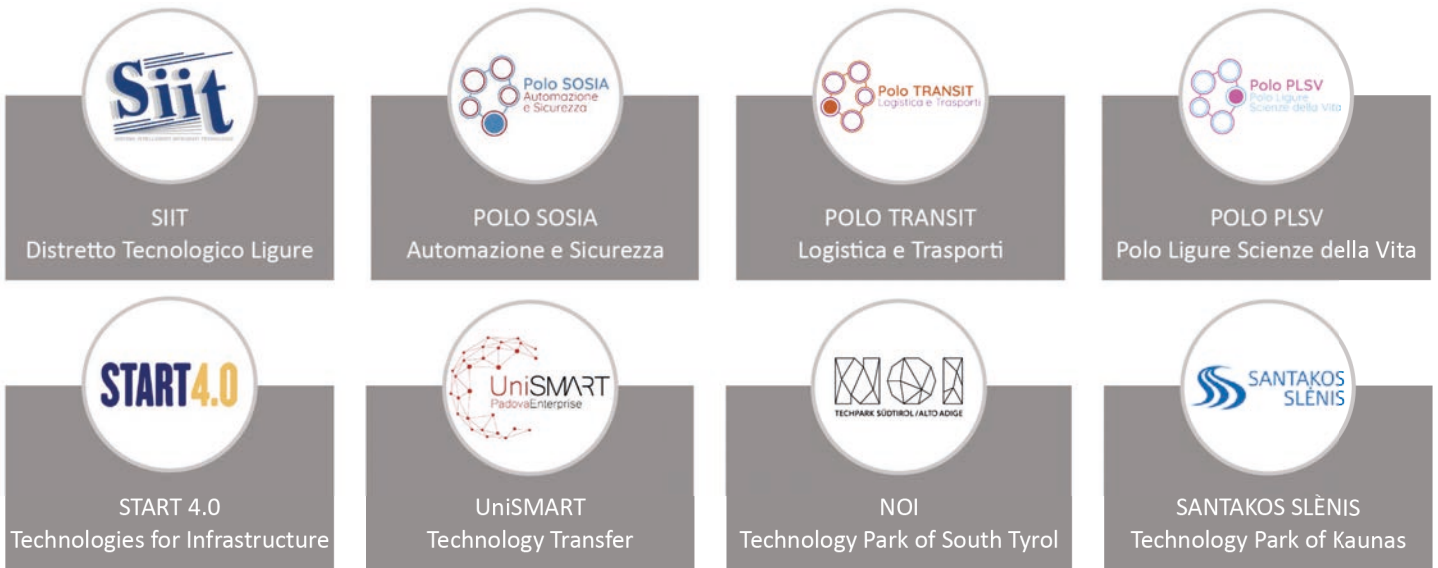 Siit
SIIT
Distretto Tecnologico Ligure
Polo SOSIA
Automazione
e Sicurezza
POLO SOSIA
Automazione e Sicurezza
Polo TRANSIT
Logistica e Trasporti
POLO TRANSIT
Logistica e Trasporti
Polo PLSV
Polo Ligure
Scienze della Vita
POLO PLSV
Polo Ligure Scienze della Vita
START4.0
START 4.0
Technologies for Infrastructure
UniSMART
PadovaEnterprise
UniSMART
Technology Transfer
NOI
TECHPARK SÜDTIROL / ALTO ADIGE
NOI
Technology Park of South Tyrol
SANTAKOS
SLĖNIS
SANTAKOS SLÈNIS
Technology Park of Kaunas